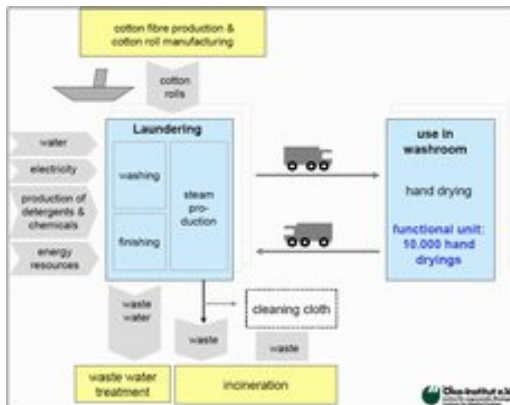 cotton fibre production &
cotton roll manufacturing
cotton
rolls
Laundering
water
electricity
production of
detergents &
chemicals
energy
resources
washing
finishing
steam
pro-
duction
use in
washroom
hand drying
functional unit:
10.000 hand
dryings
waste
water
waste
cleaning cloth
waste
waste water
treatment
incineration
Öko-Institut e.V.